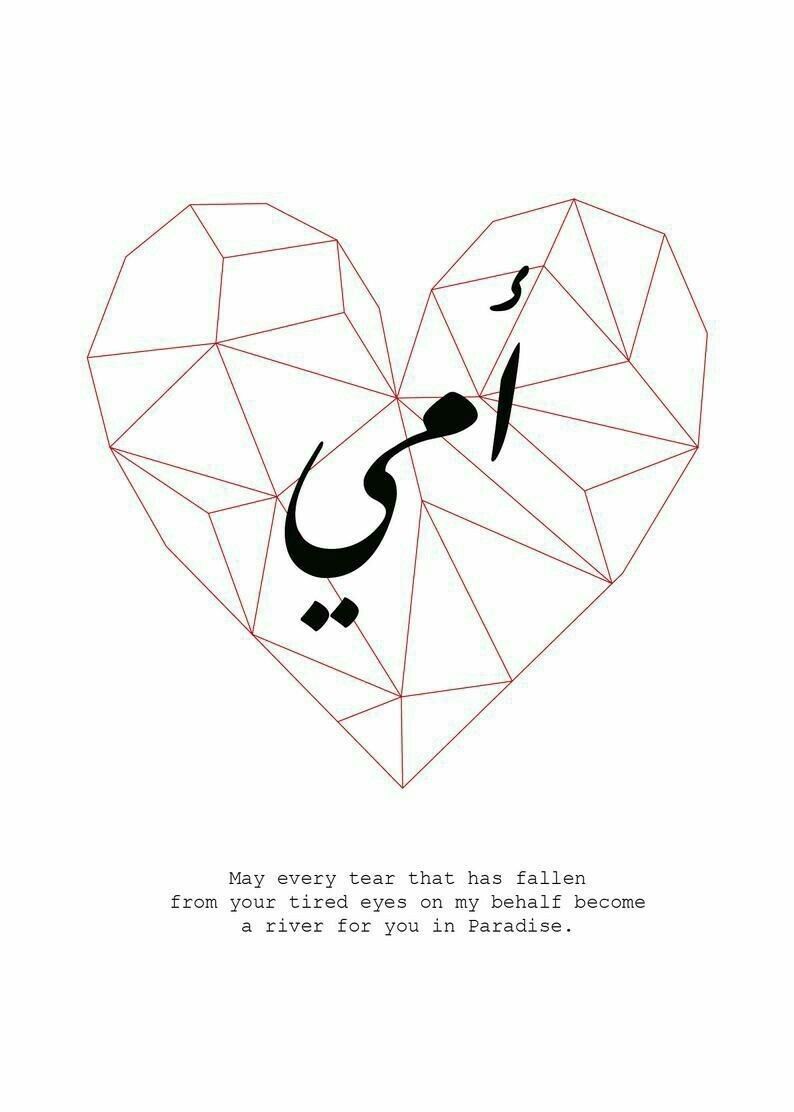 أمي
May every tear that has fallen
from your tired eyes on my behalf become
a river for you in Paradise.